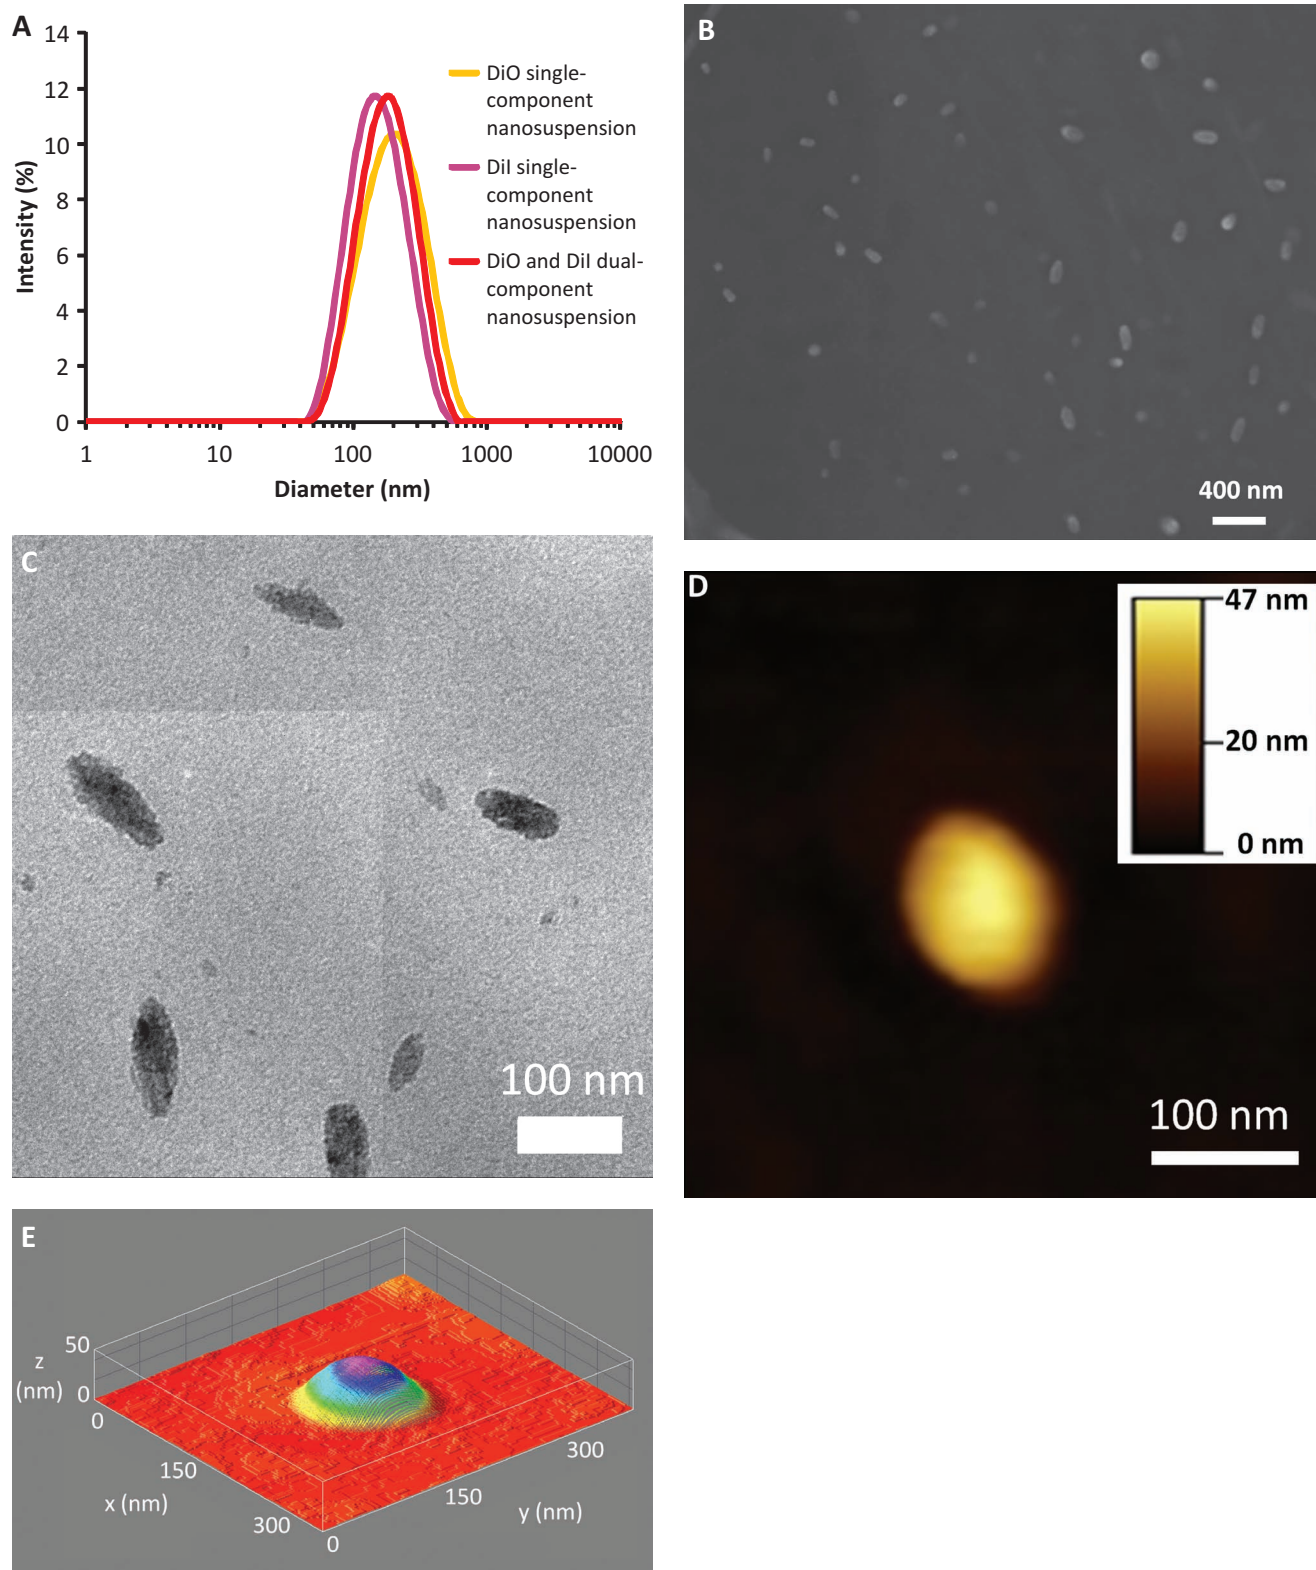 A
14
12
10
8
6
4
2
0
Intensity (%)
1 10 100 1000 10000
Diameter (nm)
DiO single-
component
nanosuspension
DiI single-
component
nanosuspension
DiO and DiI dual-
component
nanosuspension
B
400 nm
C
100 nm
D
47 nm
20 nm
0 nm
100 nm
E
50
z
(nm) 0
0
150
x (nm)
300
0
150
y (nm)
300